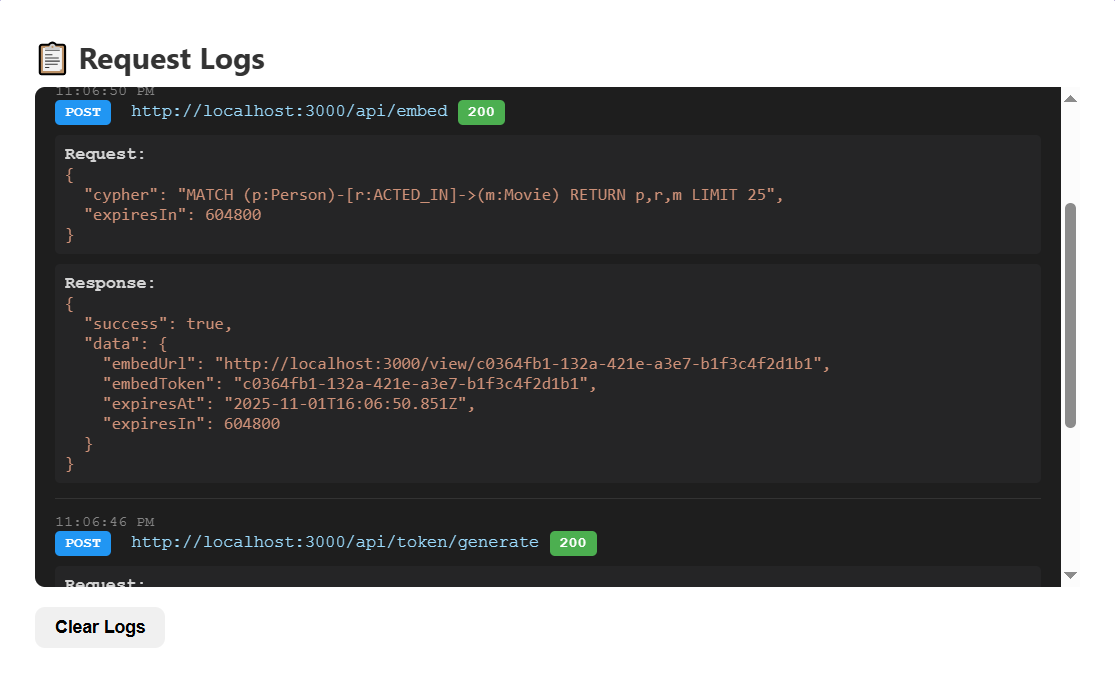 📋 Request Logs
11:06:50 PM
POST http://localhost:3000/api/embed 200
Request:
{
  "cypher": "MATCH (p:Person)-[r:ACTED_IN]->(m:Movie) RETURN p,r,m LIMIT 25",
  "expiresIn": 604800
}
Response:
{
  "success": true,
  "data": {
    "embedUrl": "http://localhost:3000/view/c0364fb1-132a-421e-a3e7-b1f3c4f2d1b1",
    "embedToken": "c0364fb1-132a-421e-a3e7-b1f3c4f2d1b1",
    "expiresAt": "2025-11-01T16:06:50.851Z",
    "expiresIn": 604800
  }
}
11:06:46 PM
POST http://localhost:3000/api/token/generate 200
Request:
Clear Logs